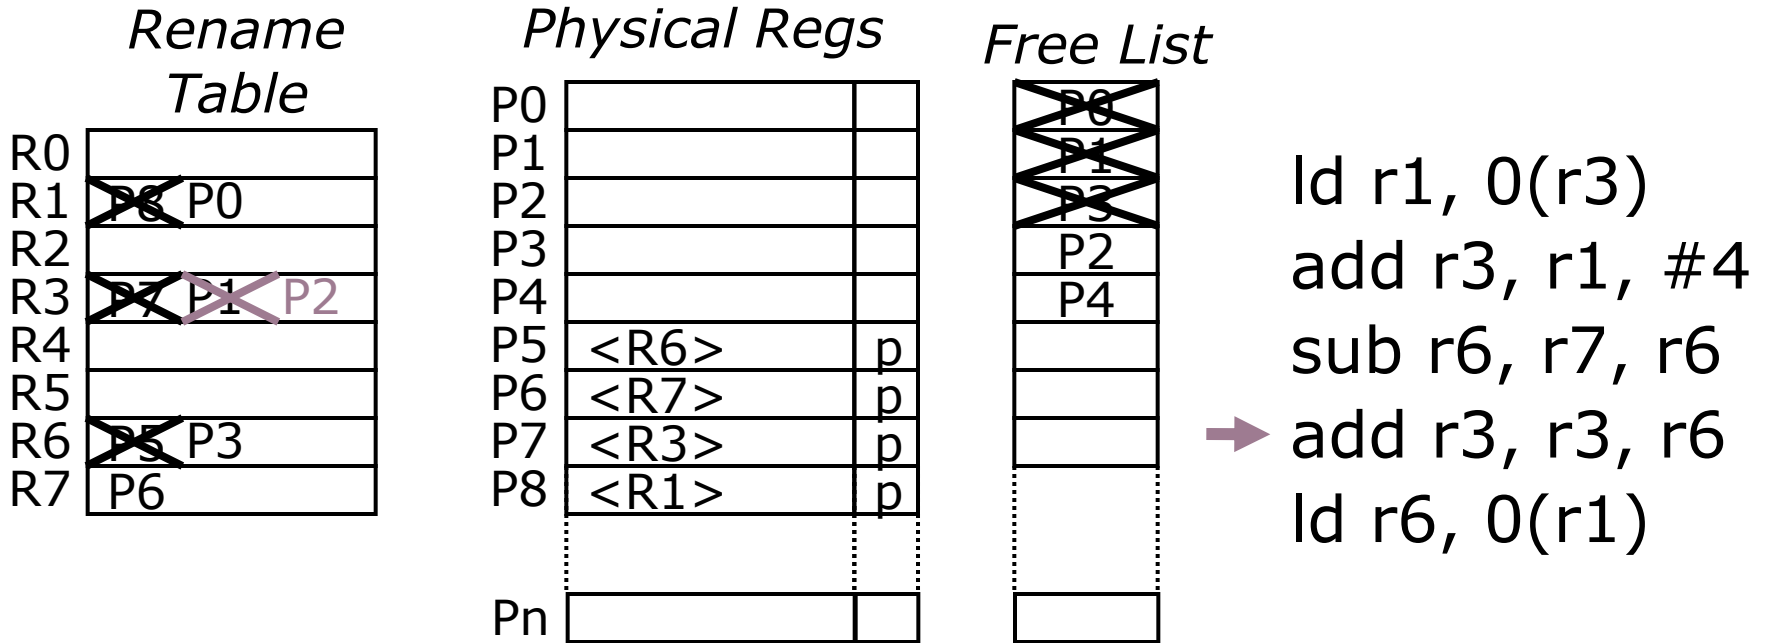 Rename
Table
R0
R1 P8 P0
R2
R3 P7 P1 P2
R4
R5
R6 P5 P3
R7 P6
Physical Regs
P0
P1
P2
P3
P4
P5 <R6> p
P6 <R7> p
P7 <R3> p
P8 <R1> p
Pn
Free List
P0
P1
P3
P2
P4
ld r1, 0(r3)
add r3, r1, #4
sub r6, r7, r6
add r3, r3, r6
ld r6, 0(r1)